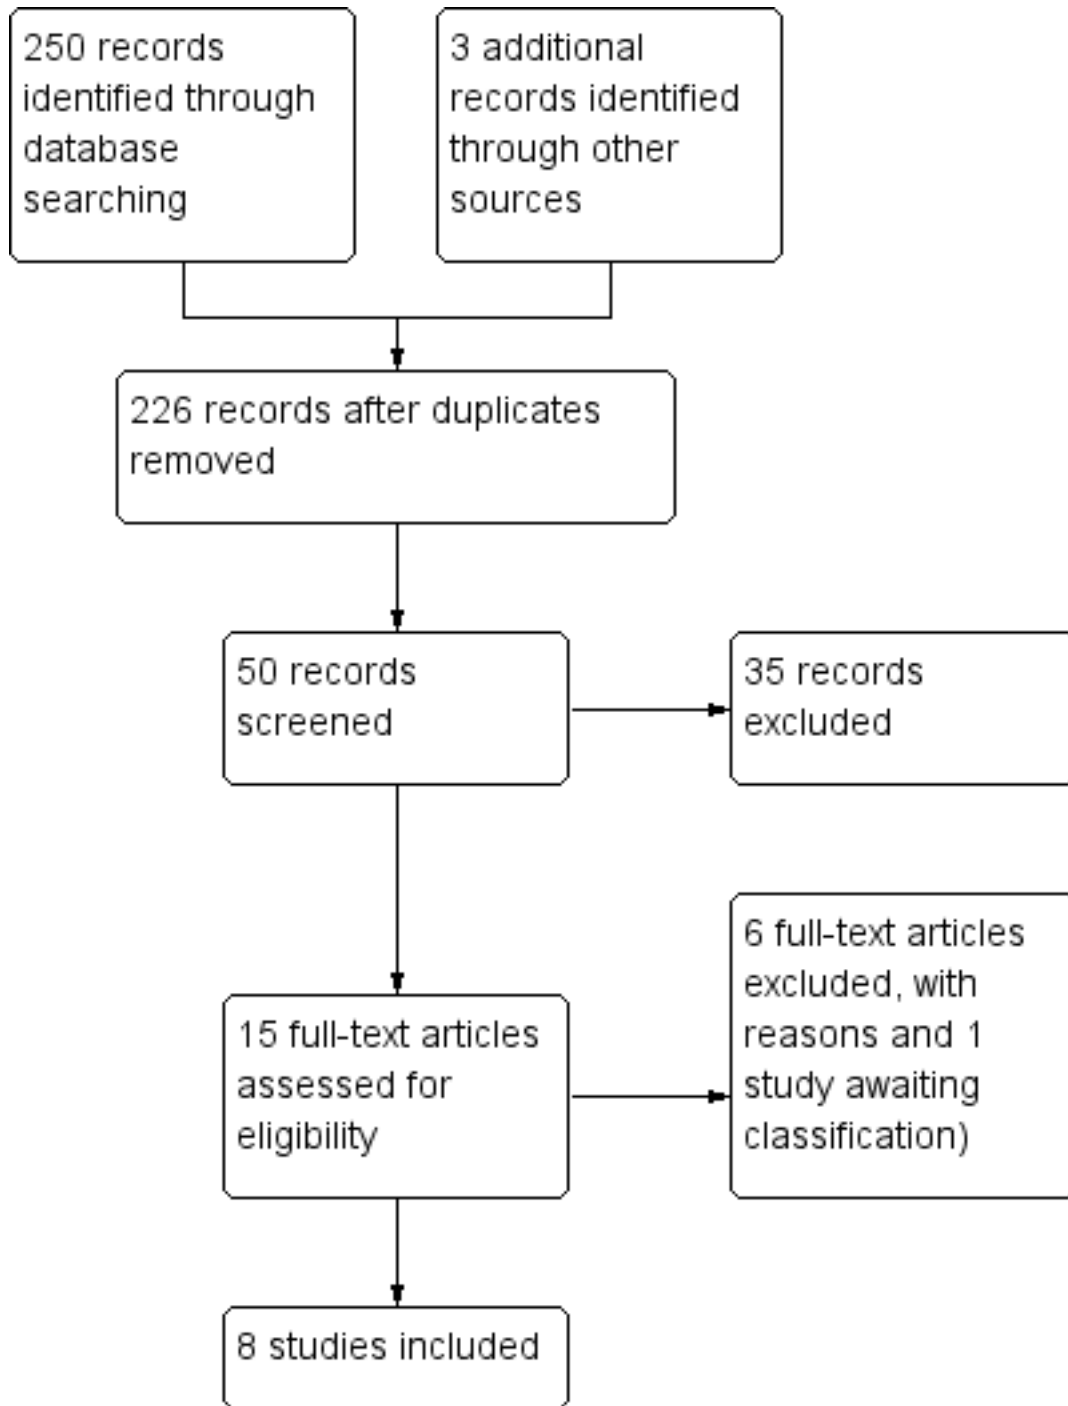 250 records
identified through
database
searching
3 additional
records identified
through other
sources
226 records after duplicates
removed
50 records
screened
35 records
excluded
15 full-text articles
assessed for
eligibility
6 full-text articles
excluded, with
reasons and 1
study awaiting
classification)
8 studies included